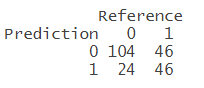 Reference
Prediction 0 1
0 104 46
1 24 46